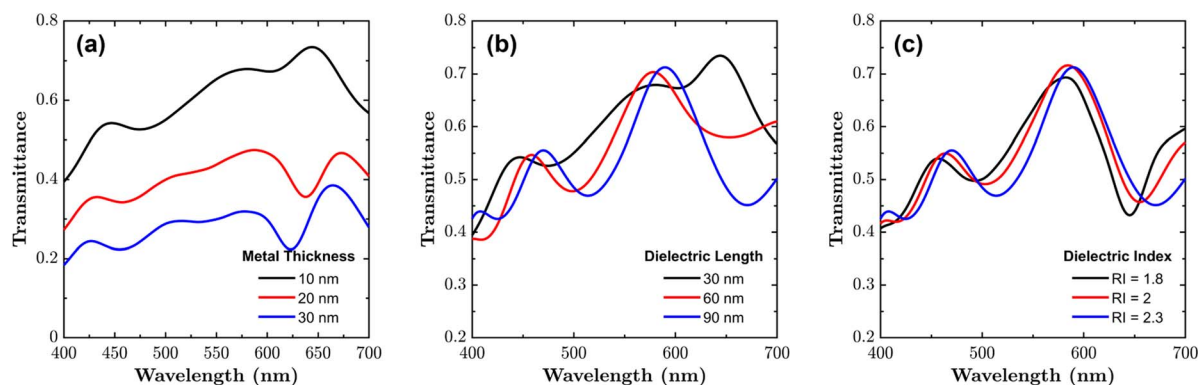 (a)
0.8
0.6
0.4
0.2
0
Transmittance
Metal Thickness
10 nm
20 nm
30 nm
400 450 500 550 600 650 700
Wavelength (nm)
(b)
0.8
0.7
0.6
0.5
0.4
0.3
0.2
Transmittance
Dielectric Length
30 nm
60 nm
90 nm
400 500 600 700
Wavelength (nm)
(c)
0.8
0.7
0.6
0.5
0.4
0.3
0.2
Transmittance
Dielectric Index
RI = 1.8
RI = 2
RI = 2.3
400 500 600 700
Wavelength (nm)